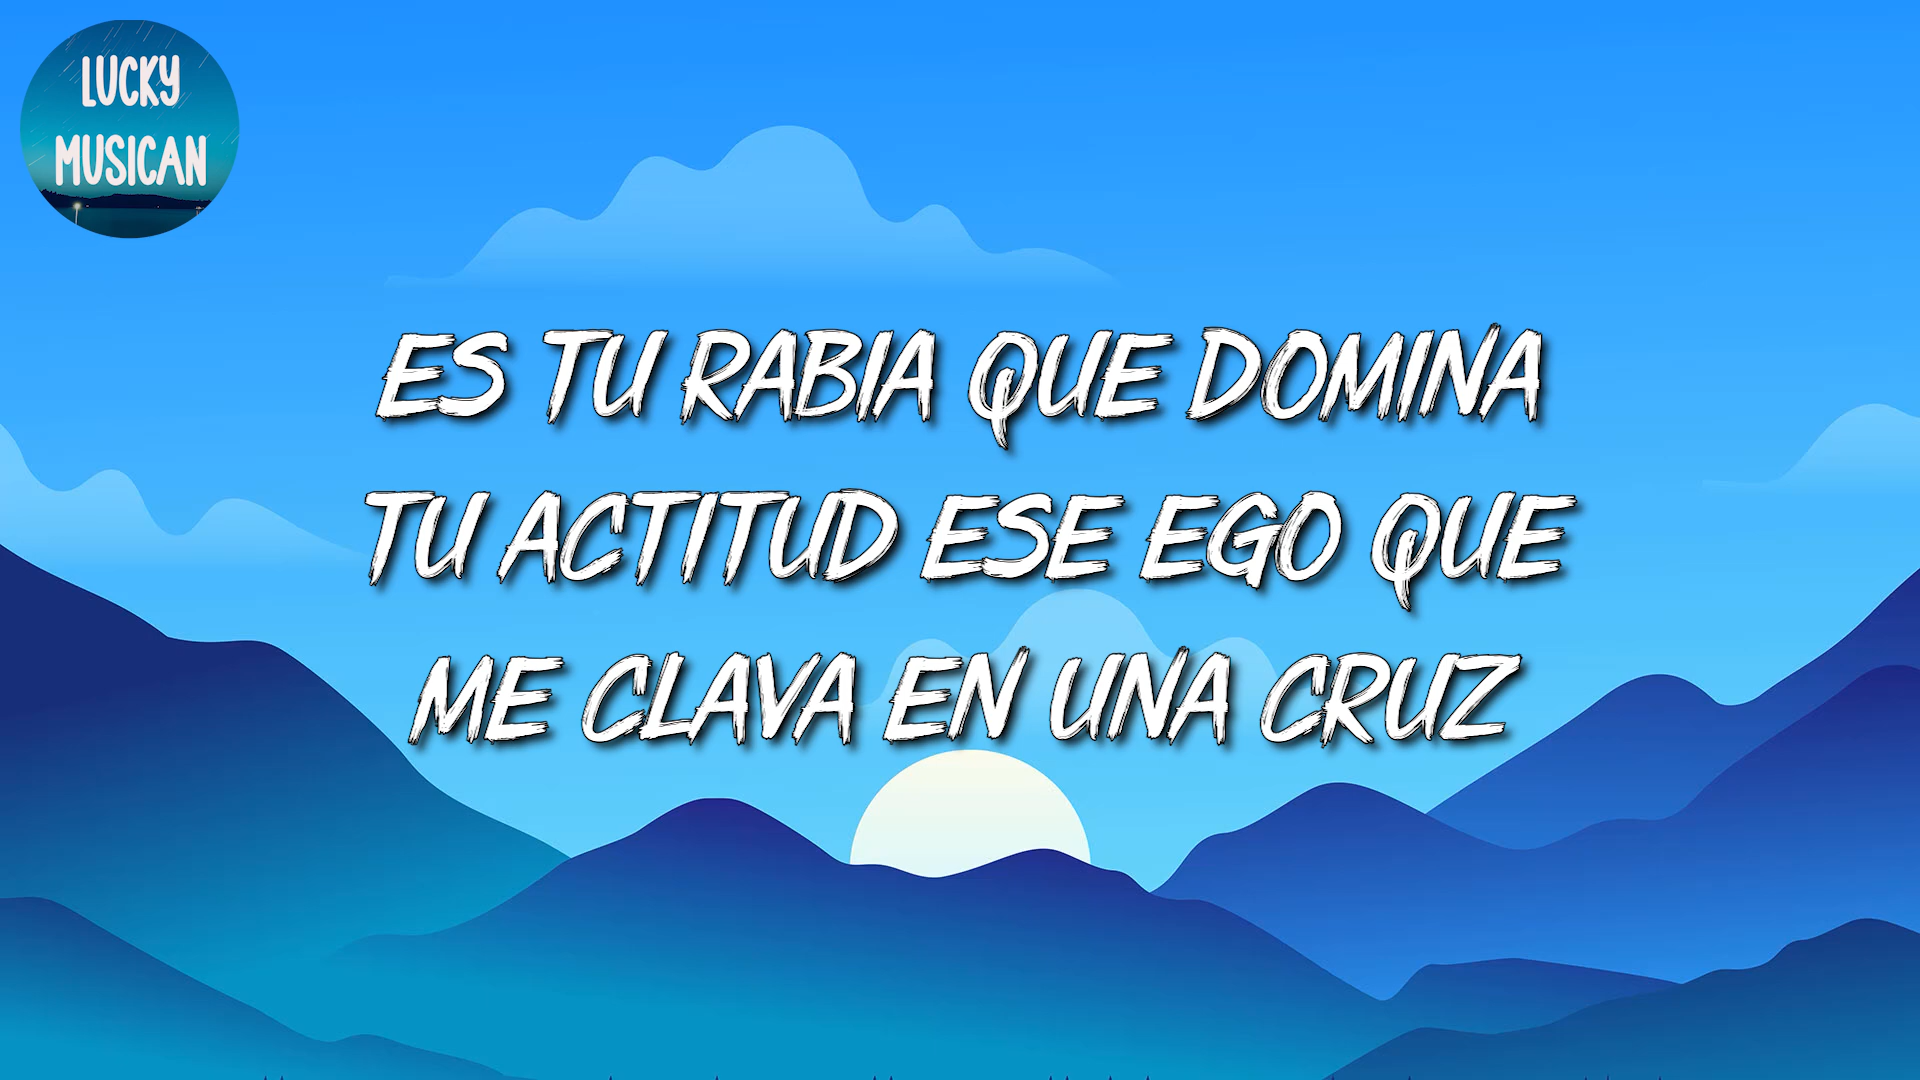 LUCKY
MUSICAN
ES TU RABIA QUE DOMINA
TU ACTITUD ESE EGO QUE
ME CLAVA EN UNA CRUZ